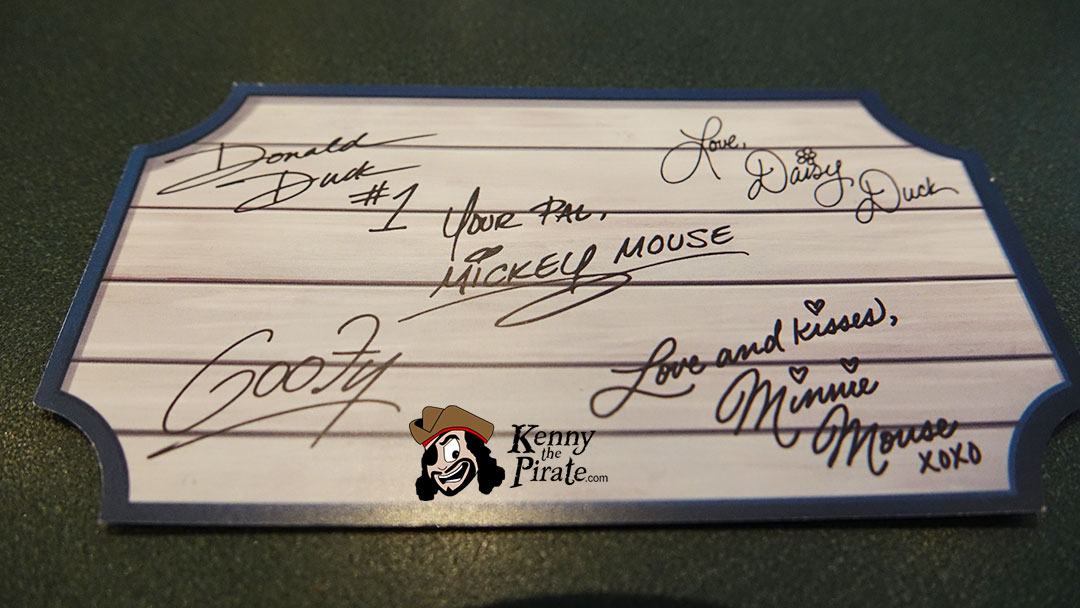 Donald
Duck
#1
Love,
Daisy
Duck
Your Pal,
Mickey Mouse
Goofy
Love and kisses,
Minnie
Mouse
xoxo
Kenny
the
Pirate.com